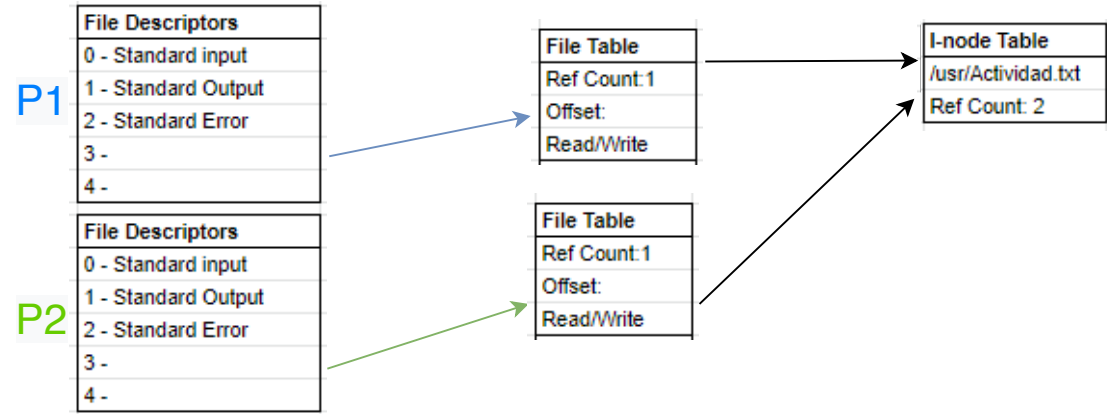 P1
File Descriptors
0 - Standard input
1 - Standard Output
2 - Standard Error
3 -
4 -
P2
File Descriptors
0 - Standard input
1 - Standard Output
2 - Standard Error
3 -
4 -
File Table
Ref Count:1
Offset:
Read/Write
File Table
Ref Count:1
Offset:
Read/Write
I-node Table
/usr/Actividad.txt
Ref Count: 2